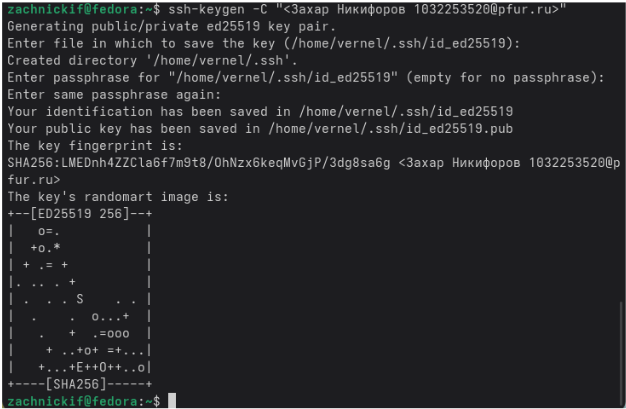 zachnickif@fedora:~$ ssh-keygen -C "<Захар Никифоров 1032253520@pfur.ru>"
Generating public/private ed25519 key pair.
Enter file in which to save the key (/home/vernel/.ssh/id_ed25519):
Created directory '/home/vernel/.ssh'.
Enter passphrase for "/home/vernel/.ssh/id_ed25519" (empty for no passphrase):
Enter same passphrase again:
Your identification has been saved in /home/vernel/.ssh/id_ed25519
Your public key has been saved in /home/vernel/.ssh/id_ed25519.pub
The key fingerprint is:
SHA256:LMEDnh4ZZCla6f7m9t8/OhNzx6keqMvGjP/3dg8sa6g <Захар Никифоров 1032253520@p
fur.ru>
The key's randomart image is:
+--[ED25519 256]--+
|   o=.           |
|  +o.*           |
| + .= +          |
|. .. . +         |
| .  . . S    . . |
|  .    .  o...+  |
|   .   +  .=ooo  |
|    + ..+o+ =+...|
|   +...+E++O++..o|
+----[SHA256]-----+
zachnickif@fedora:~$